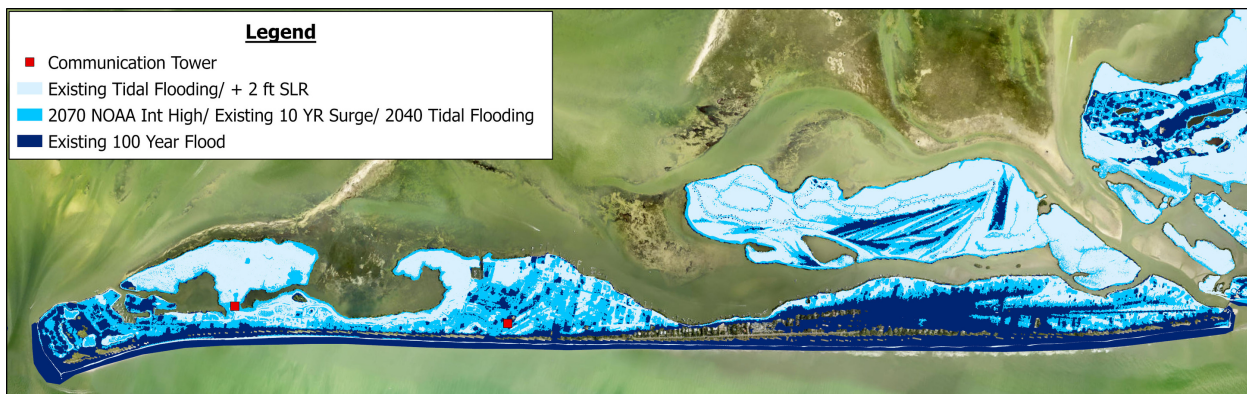 Legend
Communication Tower
Existing Tidal Flooding/ + 2 ft SLR
2070 NOAA Int High/ Existing 10 YR Surge/ 2040 Tidal Flooding
Existing 100 Year Flood